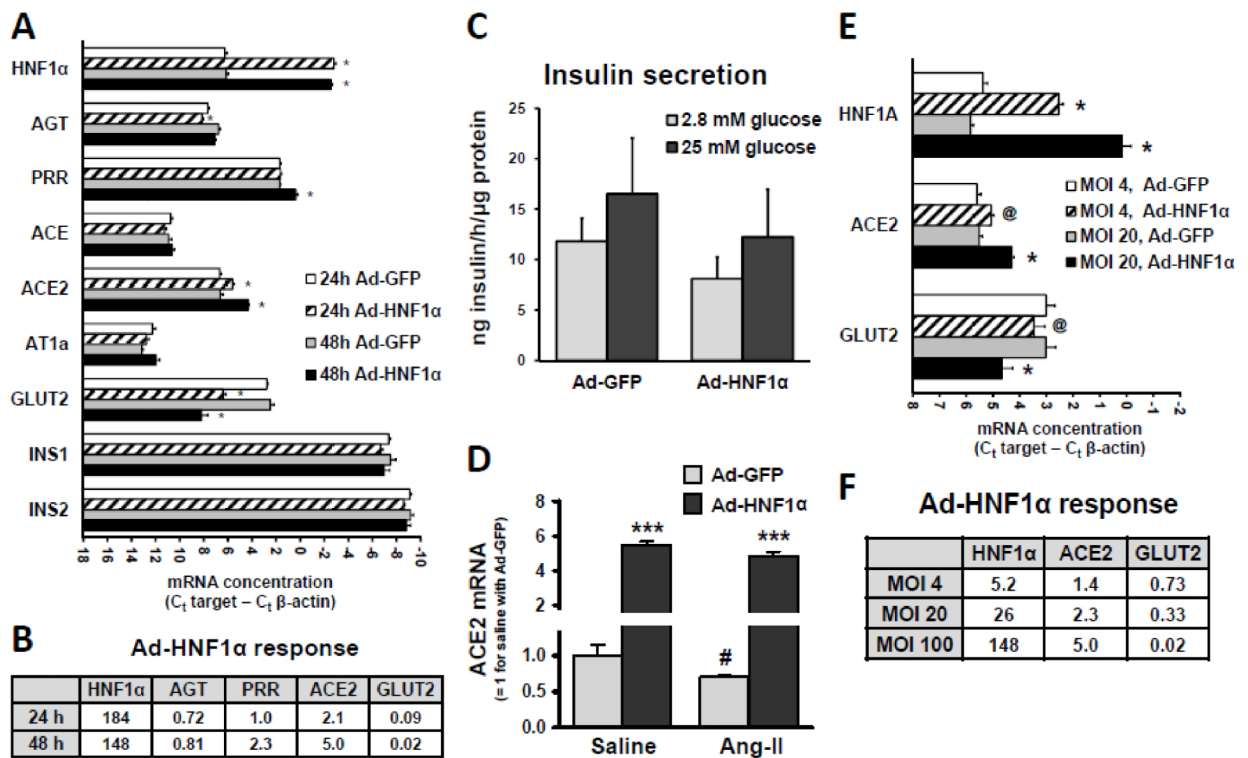 A
HNF1α
*
*
AGT
*
PRR
*
ACE
ACE2
*
*
AT1a
GLUT2
*
*
INS1
INS2
24h Ad-GFP
24h Ad-HNF1α
48h Ad-GFP
48h Ad-HNF1α
18 16 14 12 10 8 6 4 2 0 -2 -4 -6 -8 -10
mRNA concentration
(Ct target – Ct β-actin)
B
Ad-HNF1α response
HNF1α AGT PRR ACE2 GLUT2
24 h 184 0.72 1.0 2.1 0.09
48 h 148 0.81 2.3 5.0 0.02
C
Insulin secretion
ng insulin/h/µg protein
25
20
15
10
5
0
2.8 mM glucose
25 mM glucose
Ad-GFP Ad-HNF1α
D
Ad-GFP
Ad-HNF1α
ACE2 mRNA
(= 1 for saline with Ad-GFP)
8
6
4
2
1.0
0.5
0.0
***
***
#
Saline Ang-II
E
HNF1A
*
*
ACE2
@
*
GLUT2
@
*
MOI 4, Ad-GFP
MOI 4, Ad-HNF1α
MOI 20, Ad-GFP
MOI 20, Ad-HNF1α
8 7 6 5 4 3 2 1 0 -1 -2
mRNA concentration
(Ct target – Ct β-actin)
F
Ad-HNF1α response
HNF1α ACE2 GLUT2
MOI 4 5.2 1.4 0.73
MOI 20 26 2.3 0.33
MOI 100 148 5.0 0.02